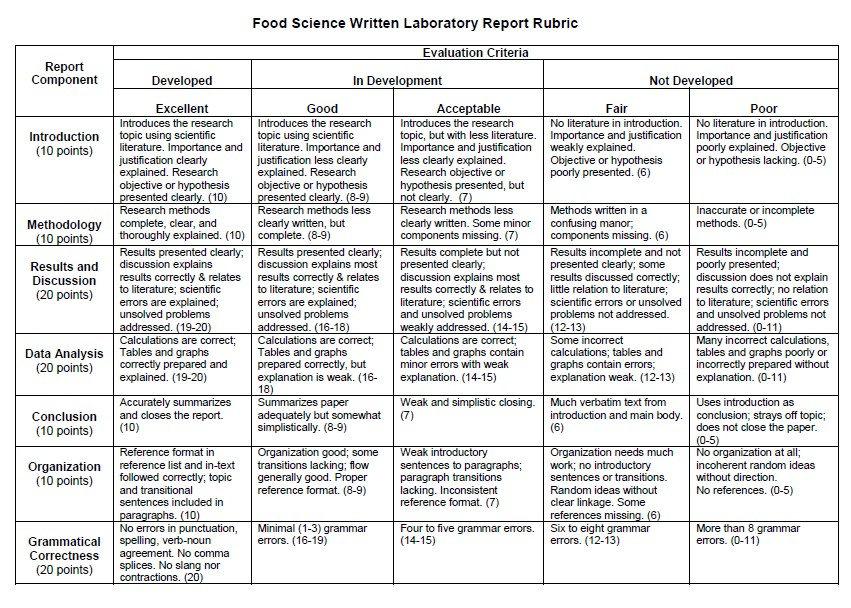 Food Science Written Laboratory Report Rubric
Report
Component
Evaluation Criteria
Developed
In Development
Not Developed
Excellent
Good
Acceptable
Fair
Poor
Introduction
(10 points)
Introduces the research
topic using scientific
literature. Importance and
justification clearly
explained. Research
objective or hypothesis
presented clearly. (10)
Introduces the research
topic using scientific
literature. Importance and
justification less clearly
explained. Research
objective or hypothesis
presented clearly. (8-9)
Introduces the research
topic, but with less literature.
Importance and justification
less clearly explained.
Research objective or
hypothesis presented, but
not clearly. (7)
No literature in introduction.
Importance and justification
weakly explained.
Objective or hypothesis
poorly presented. (6)
No literature in introduction.
Importance and justification
poorly explained. Objective
or hypothesis lacking. (0-5)
Methodology
(10 points)
Research methods
complete, clear, and
thoroughly explained. (10)
Research methods less
clearly written, but
complete. (8-9)
Research methods less
clearly written. Some minor
components missing. (7)
Methods written in a
confusing manor;
components missing. (6)
Inaccurate or incomplete
methods. (0-5)
Results and
Discussion
(20 points)
Results presented clearly;
discussion explains
results correctly & relates
to literature; scientific
errors are explained;
unsolved problems
addressed. (19-20)
Results presented clearly;
discussion explains most
results correctly & relates
to literature; scientific
errors are explained;
unsolved problems
addressed. (16-18)
Results complete but not
presented clearly;
discussion explains most
results correctly & relates to
literature; scientific errors
and unsolved problems
weakly addressed. (14-15)
Results incomplete and not
presented clearly; some
results discussed correctly;
little relation to literature;
scientific errors or unsolved
problems not addressed.
(12-13)
Results incomplete and
poorly presented;
discussion does not explain
results correctly; no relation
to literature; scientific errors
and unsolved problems not
addressed. (0-11)
Data Analysis
(20 points)
Calculations are correct;
Tables and graphs
correctly prepared and
explained. (19-20)
Calculations are correct;
Tables and graphs
prepared correctly, but
explanation is weak. (16-
18)
Calculations are correct;
tables and graphs contain
minor errors with weak
explanation. (14-15)
Some incorrect
calculations; tables and
graphs contain errors;
explanation weak. (12-13)
Many incorrect calculations,
tables and graphs poorly or
incorrectly prepared without
explanation. (0-11)
Conclusion
(10 points)
Accurately summarizes
and closes the report.
(10)
Summarizes paper
adequately but somewhat
simplistically. (8-9)
Weak and simplistic closing.
(7)
Much verbatim text from
introduction and main body.
(6)
Uses introduction as
conclusion; strays off topic;
does not close the paper.
(0-5)
Organization
(10 points)
Reference format in
reference list and in-text
followed correctly; topic
and transitional
sentences included in
paragraphs. (10)
Organization good; some
transitions lacking; flow
generally good. Proper
reference format. (8-9)
Weak introductory
sentences to paragraphs;
paragraph transitions
lacking. Inconsistent
reference format. (7)
Organization needs much
work; no introductory
sentences or transitions.
Random ideas without
clear linkage. Some
references missing. (6)
No organization at all;
incoherent random ideas
without direction.
No references. (0-5)
Grammatical
Correctness
(20 points)
No errors in punctuation,
spelling, verb-noun
agreement. No comma
splices. No slang nor
contractions. (20)
Minimal (1-3) grammar
errors. (16-19)
Four to five grammar errors.
(14-15)
Six to eight grammar
errors. (12-13)
More than 8 grammar
errors. (0-11)